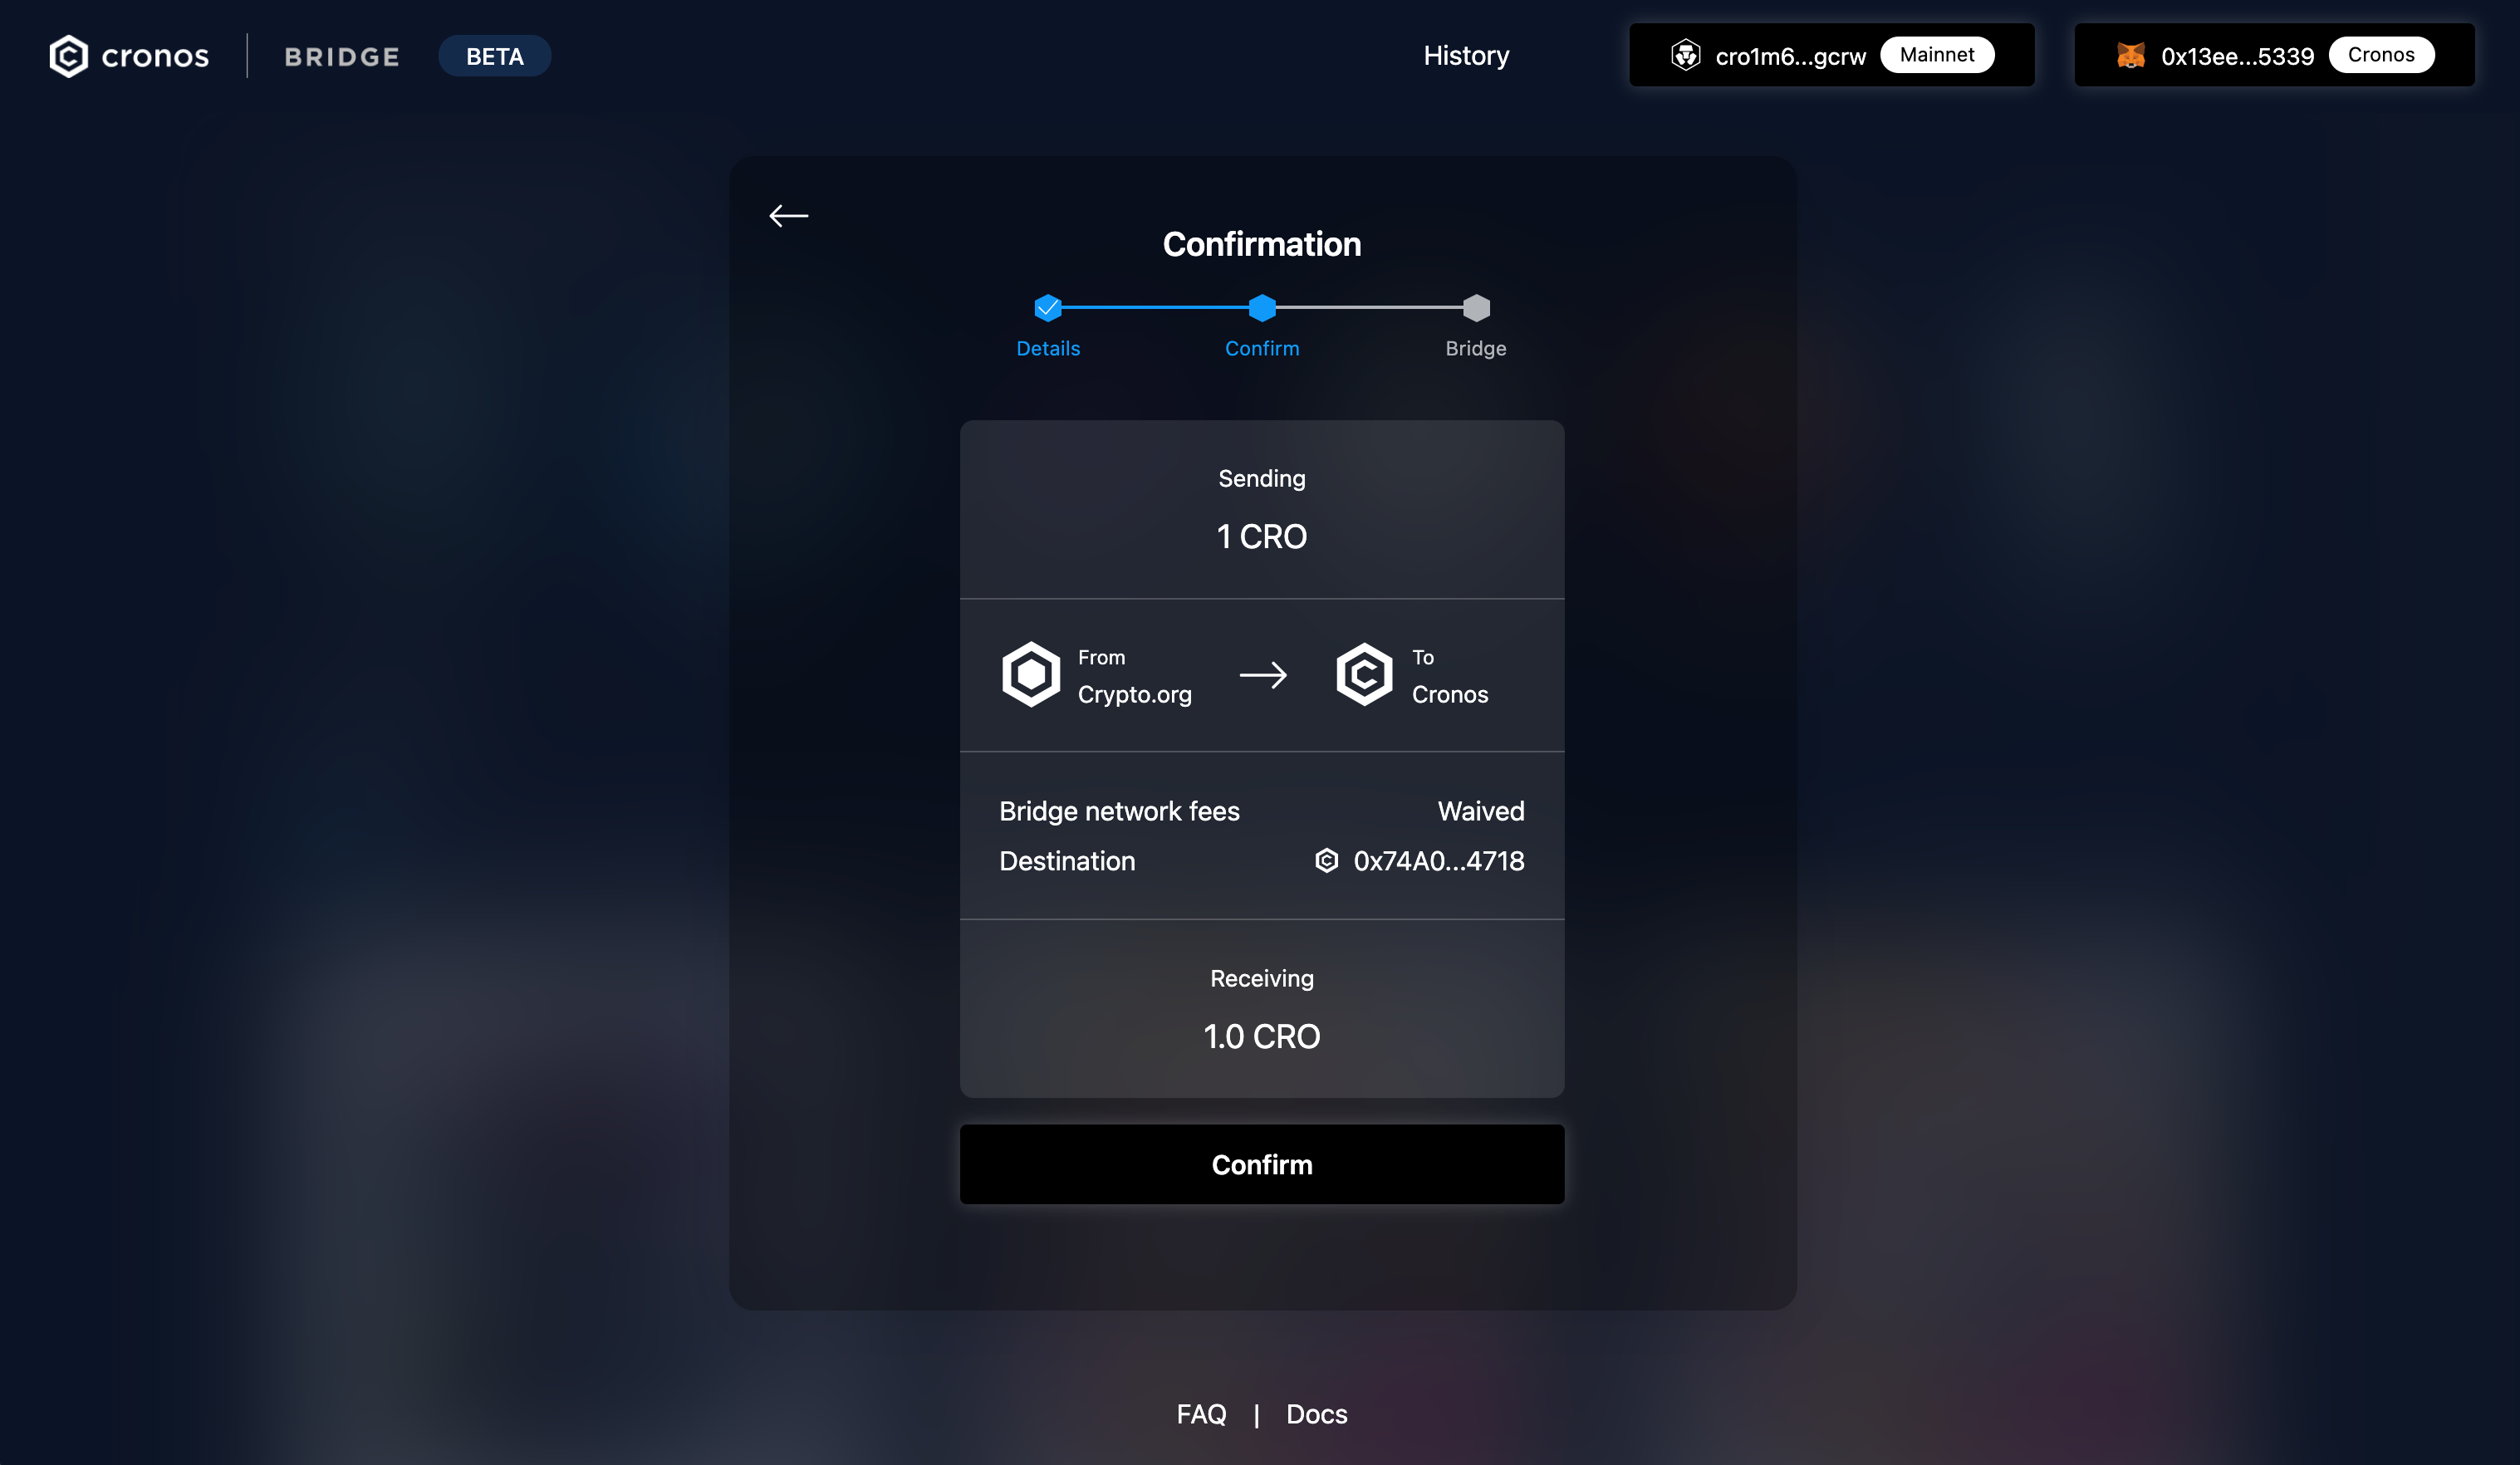 cronos BRIDGE BETA History cro1m6...gcrw Mainnet 0x13ee...5339 Cronos
Confirmation
Details Confirm Bridge
Sending
1 CRO
From To
Crypto.org Cronos
Bridge network fees Waived
Destination 0x74A0...4718
Receiving
1.0 CRO
Confirm
FAQ | Docs